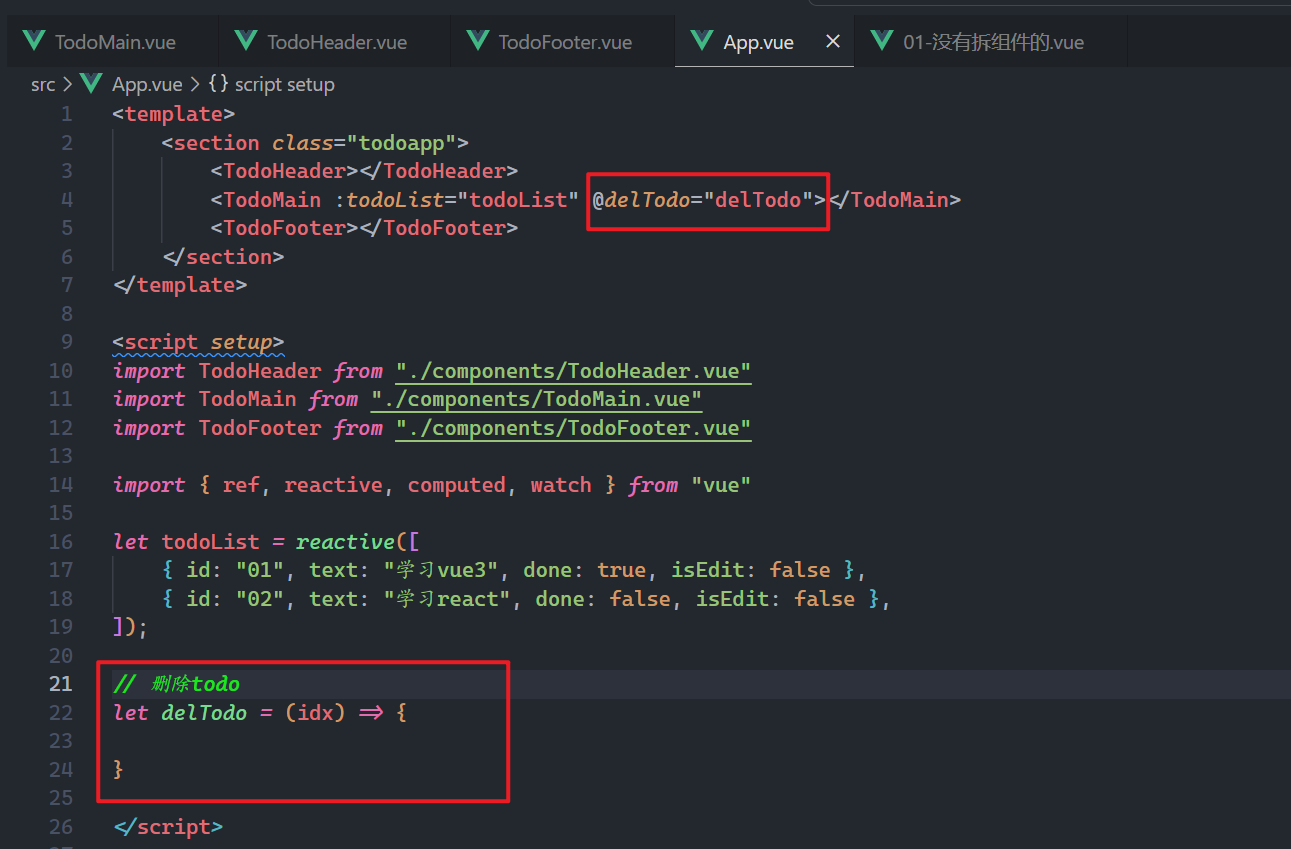 TodoMain.vue TodoHeader.vue TodoFooter.vue App.vue × 01-没有拆组件的.vue
src > App.vue > {} script setup
1 <template>
2     <section class="todoapp">
3         <TodoHeader></TodoHeader>
4         <TodoMain :todoList="todoList" @delTodo="delTodo"></TodoMain>
5         <TodoFooter></TodoFooter>
6     </section>
7 </template>
8
9 <script setup>
10 import TodoHeader from "./components/TodoHeader.vue"
11 import TodoMain from "./components/TodoMain.vue"
12 import TodoFooter from "./components/TodoFooter.vue"
13
14 import { ref, reactive, computed, watch } from "vue"
15
16 let todoList = reactive([
17     { id: "01", text: "学习vue3", done: true, isEdit: false },
18     { id: "02", text: "学习react", done: false, isEdit: false },
19 ]);
20
21 // 删除todo
22 let delTodo = (idx) => {
23
24 }
25
26 </script>